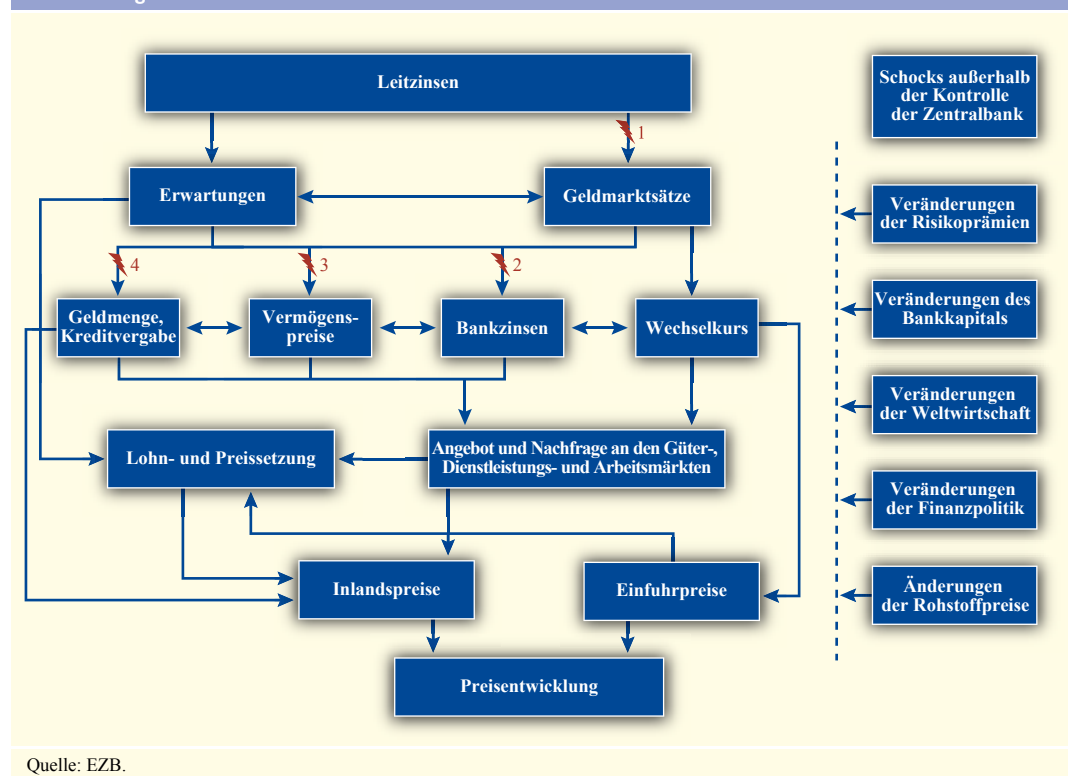 Leitzinsen
Schocks außerhalb
der Kontrolle
der Zentralbank
1
Erwartungen
Geldmarktsätze
Veränderungen
der Risikoprämien
4
3
2
Geldmenge,
Kreditvergabe
Vermögens-
preise
Bankzinsen
Wechselkurs
Veränderungen des
Bankkapitals
Veränderungen
der Weltwirtschaft
Lohn- und Preissetzung
Angebot und Nachfrage an den Güter-,
Dienstleistungs- und Arbeitsmärkten
Veränderungen
der Finanzpolitik
Inlandspreise
Einfuhrpreise
Änderungen
der Rohstoffpreise
Preisentwicklung
Quelle: EZB.